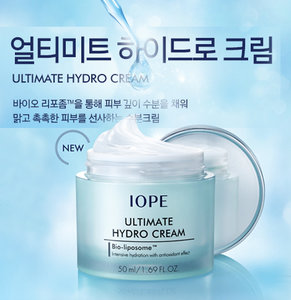 얼티미트 하이드로 크림
ULTIMATE HYDRO CREAM
바이오 리포좀™을 통해 피부 깊이 수분을 채워
맑고 촉촉한 피부를 선사하는 수분크림
NEW
IOPE
ULTIMATE
HYDRO CREAM
Bio-liposome™
Intensive hydration with antioxidant effect
50 ml / 1.69 FL.OZ.